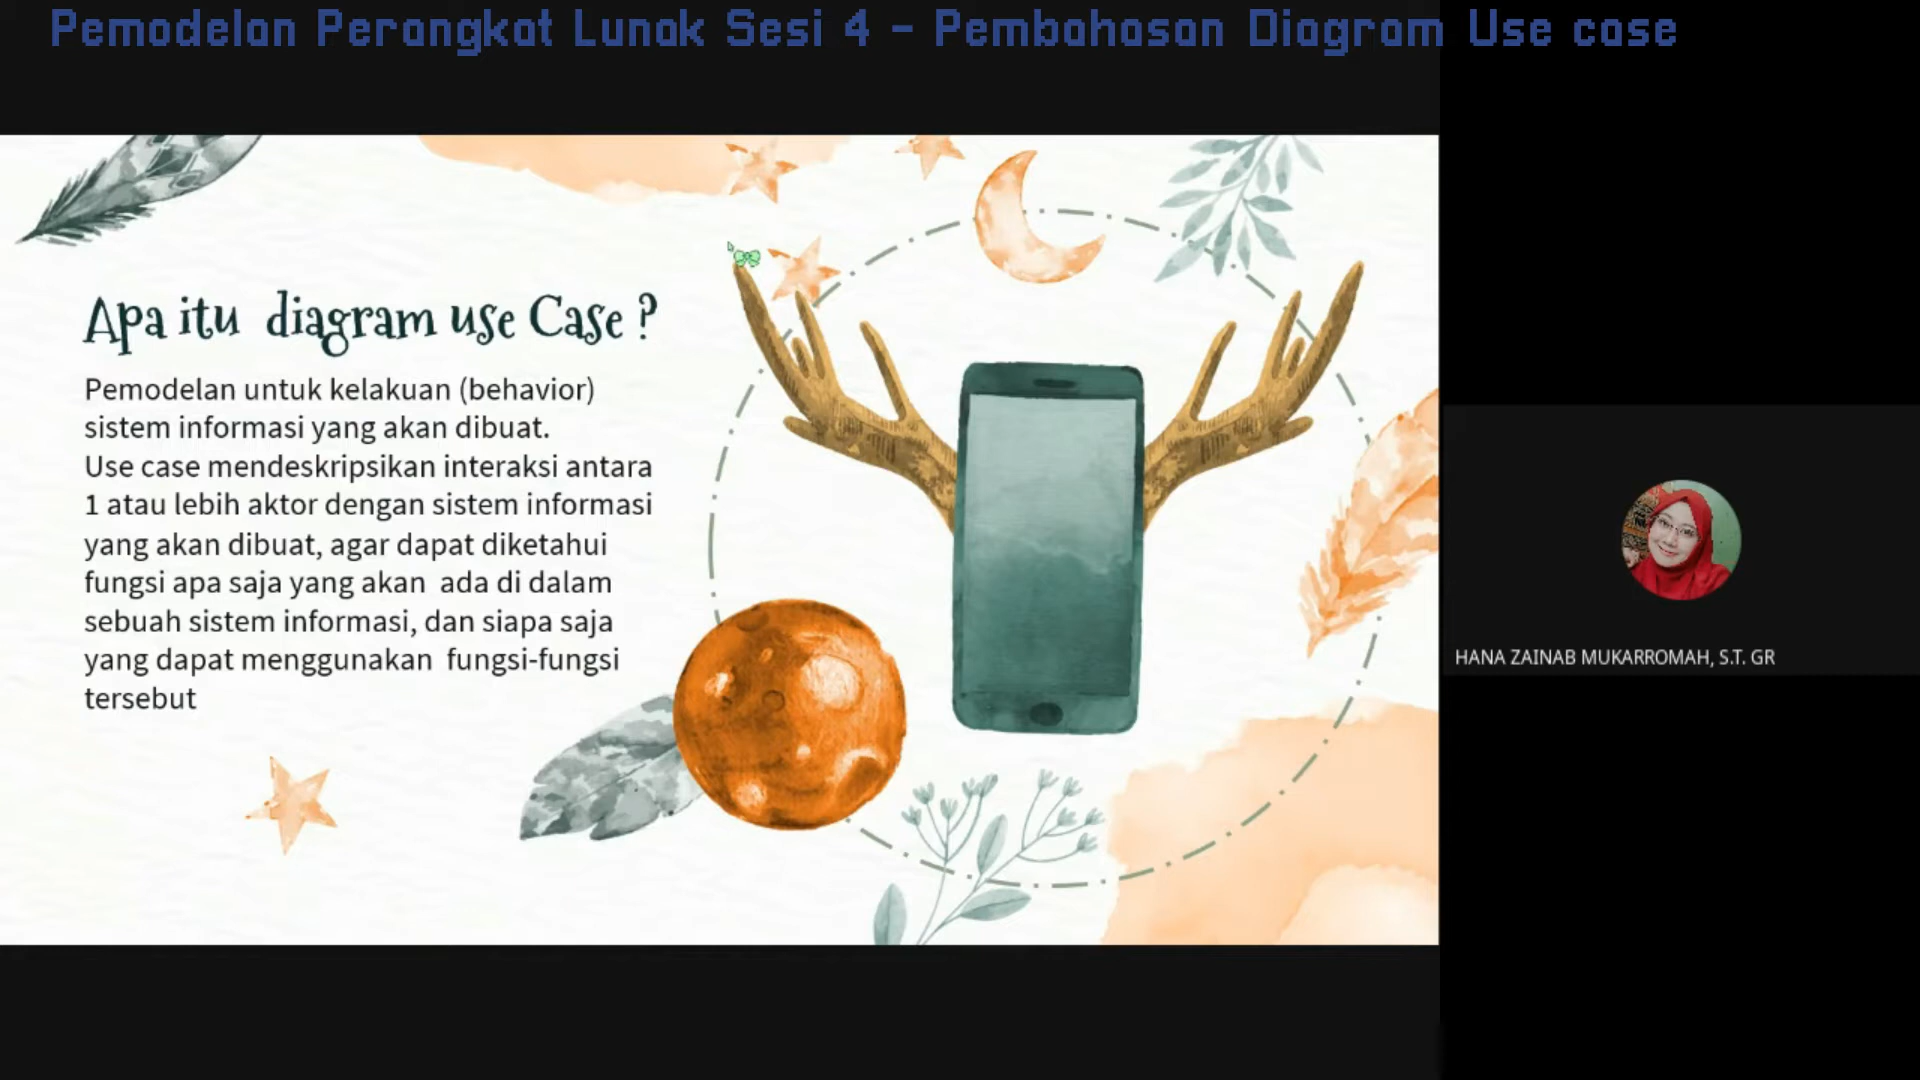 Pemodelan Perangkat Lunak Sesi 4 - Pembahasan Diagram Use case
Apa itu diagram use Case ?
Pemodelan untuk kelakuan (behavior)
sistem informasi yang akan dibuat.
Use case mendeskripsikan interaksi antara
1 atau lebih aktor dengan sistem informasi
yang akan dibuat, agar dapat diketahui
fungsi apa saja yang akan ada di dalam
sebuah sistem informasi, dan siapa saja
yang dapat menggunakan fungsi-fungsi
tersebut
HANA ZAINAB MUKARROMAH, S.T. GR